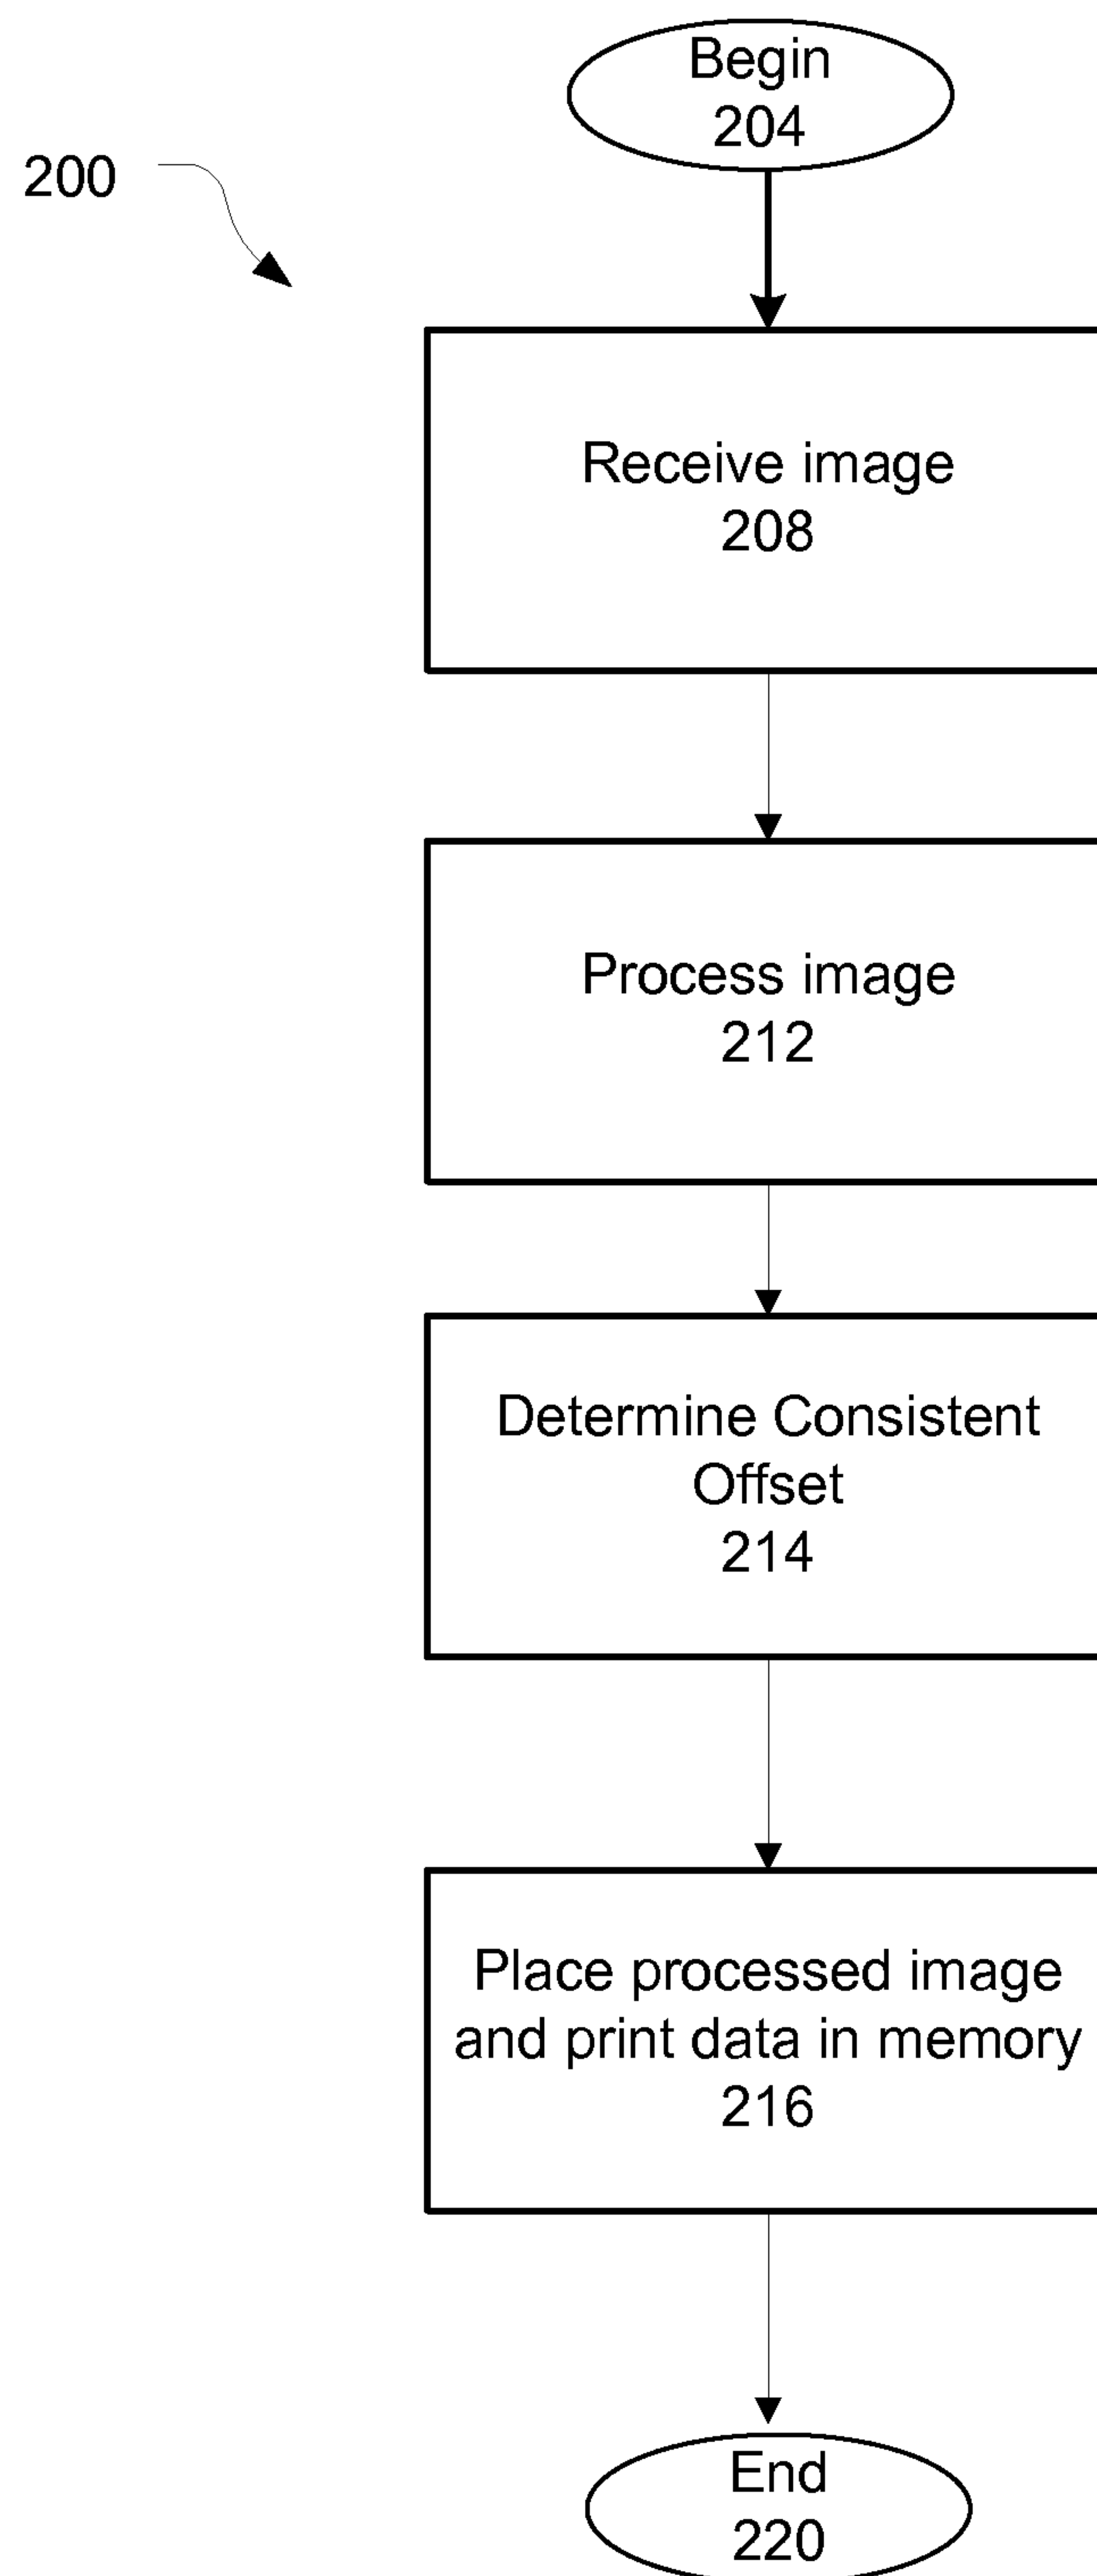 Begin
204
200
Receive image
208
Process image
212
Determine Consistent
Offset
214
Place processed image
and print data in memory
216
End
220